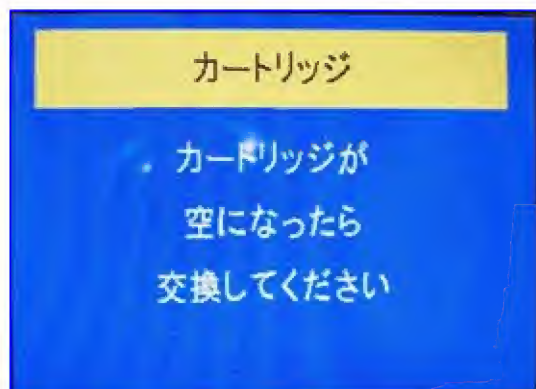 カートリッジ
カートリッジが
空になったら
交換してください